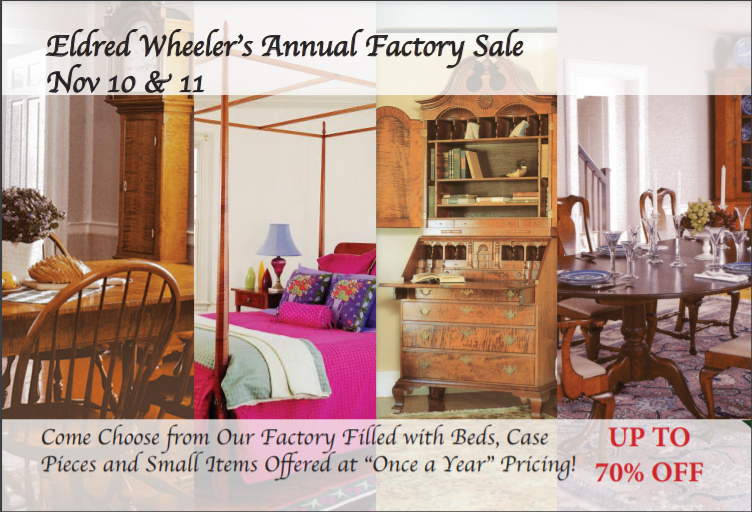 Eldred Wheeler's Annual Factory Sale
Nov 10 & 11
Come Choose from Our Factory Filled with Beds, Case
Pieces and Small Items Offered at “Once a Year” Pricing!
UP TO
70% OFF